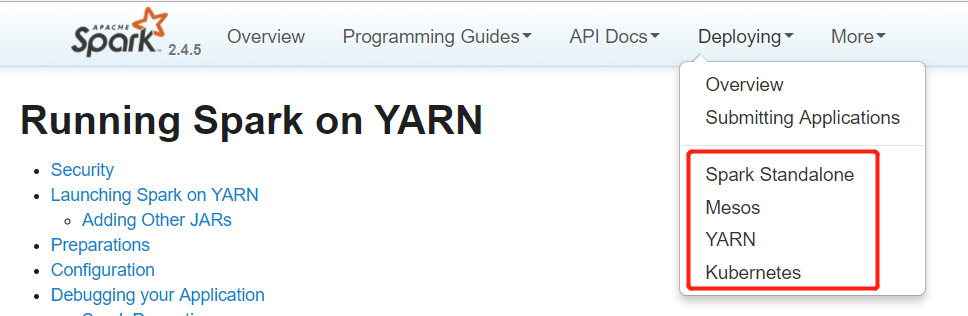 APACHE
Spark 2.4.5 Overview Programming Guides API Docs Deploying More
Overview
Submitting Applications
Spark Standalone
Mesos
YARN
Kubernetes
Running Spark on YARN
Security
Launching Spark on YARN
Adding Other JARs
Preparations
Configuration
Debugging your Application